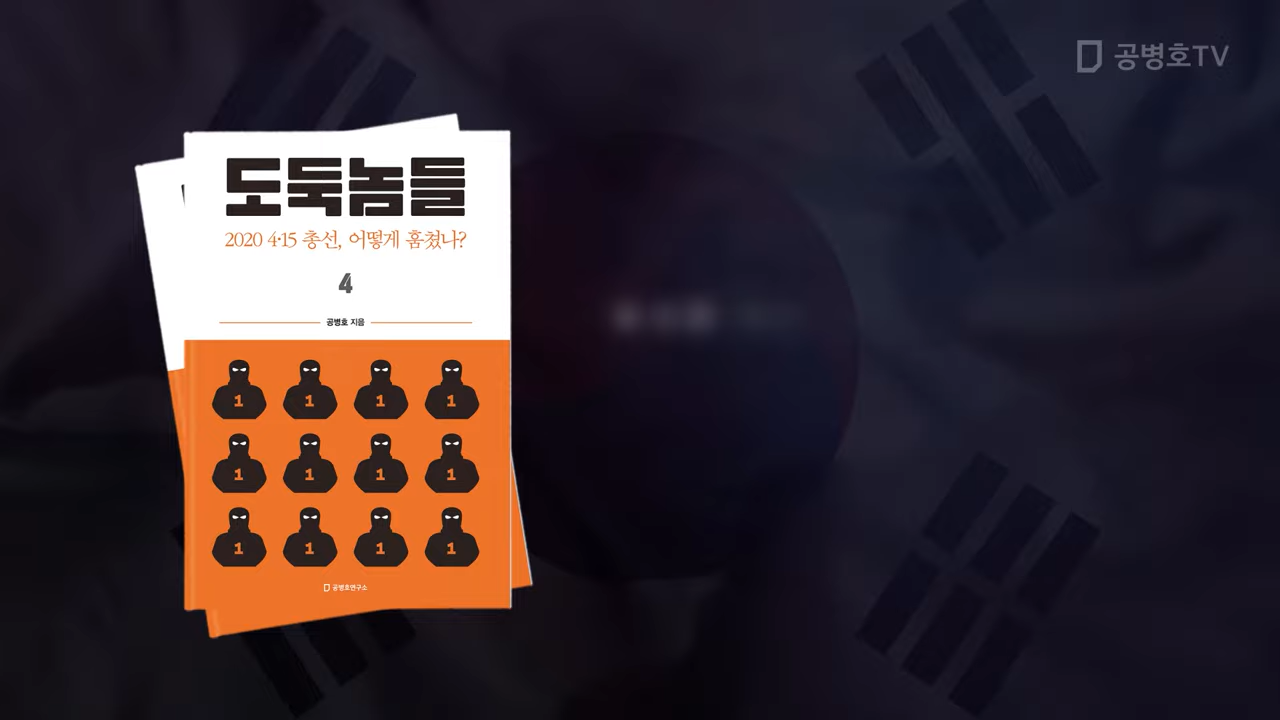 공병호TV
도둑놈들
2020 4·15 총선, 어떻게 훔쳤나?
4
공병호 지음
1 1 1 1
1 1 1 1
1 1 1 1
공병호연구소